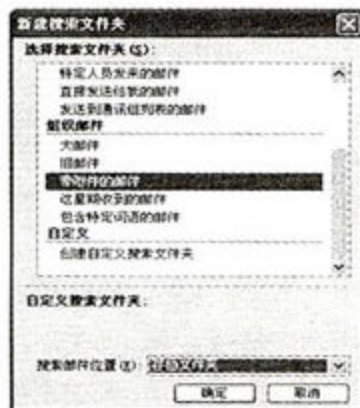 新建搜索文件夹
选择搜索文件夹(S):
特定人员发来的邮件
直接发送给我的邮件
发送到通讯组列表的邮件
组织邮件
大邮件
旧邮件
带附件的邮件
这星期收到的邮件
包含特定词语的邮件
自定义
创建自定义搜索文件夹
自定义搜索文件夹:
搜索邮件位置(E):
确定
取消